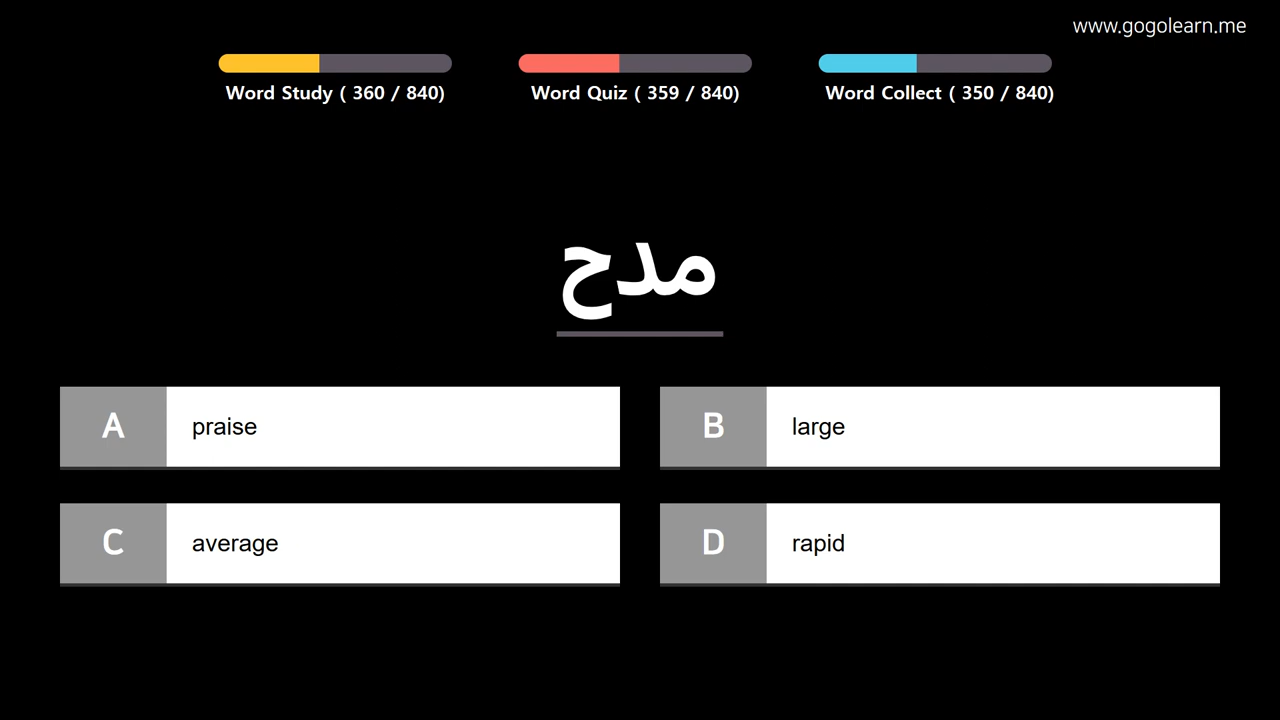 www.gogolearn.me
Word Study ( 360 / 840)
Word Quiz ( 359 / 840)
Word Collect ( 350 / 840)
مدح
A praise
B large
C average
D rapid